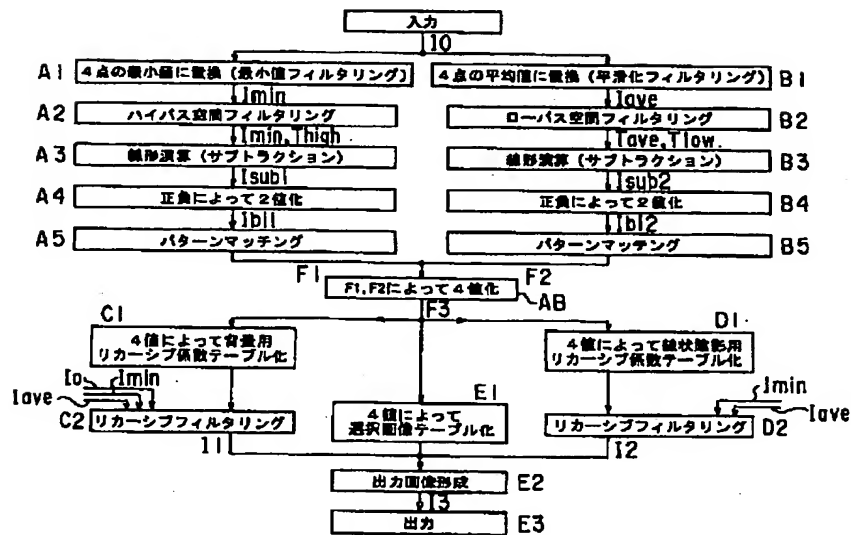 入力
I0
A1 4点の最小値に置換(最小値フィルタリング)
4点の平均値に置換(平滑化フィルタリング) B1
Imin
Iave
A2 ハイパス空間フィルタリング
ローパス空間フィルタリング B2
Imin,Thigh
Tave,Tlow.
A3 線形演算(サブトラクション)
線形演算(サブトラクション) B3
Isub1
Isub2
A4 正負によって2値化
正負によって2値化 B4
Ibl1
Ibl2
A5 パターンマッチング
パターンマッチング B5
F1
F2
F1,F2によって4値化
AB
F3
C1
D1
4値によって背景用
リカーシブ係数テーブル化
4値によって線状陰影用
リカーシブ係数テーブル化
Io
Imin
Iave
E1
Imin
Iave
C2 リカーシブフィルタリング
4値によって
選択画像テーブル化
リカーシブフィルタリング D2
I1
I2
出力画像形成 E2
I3
出力 E3